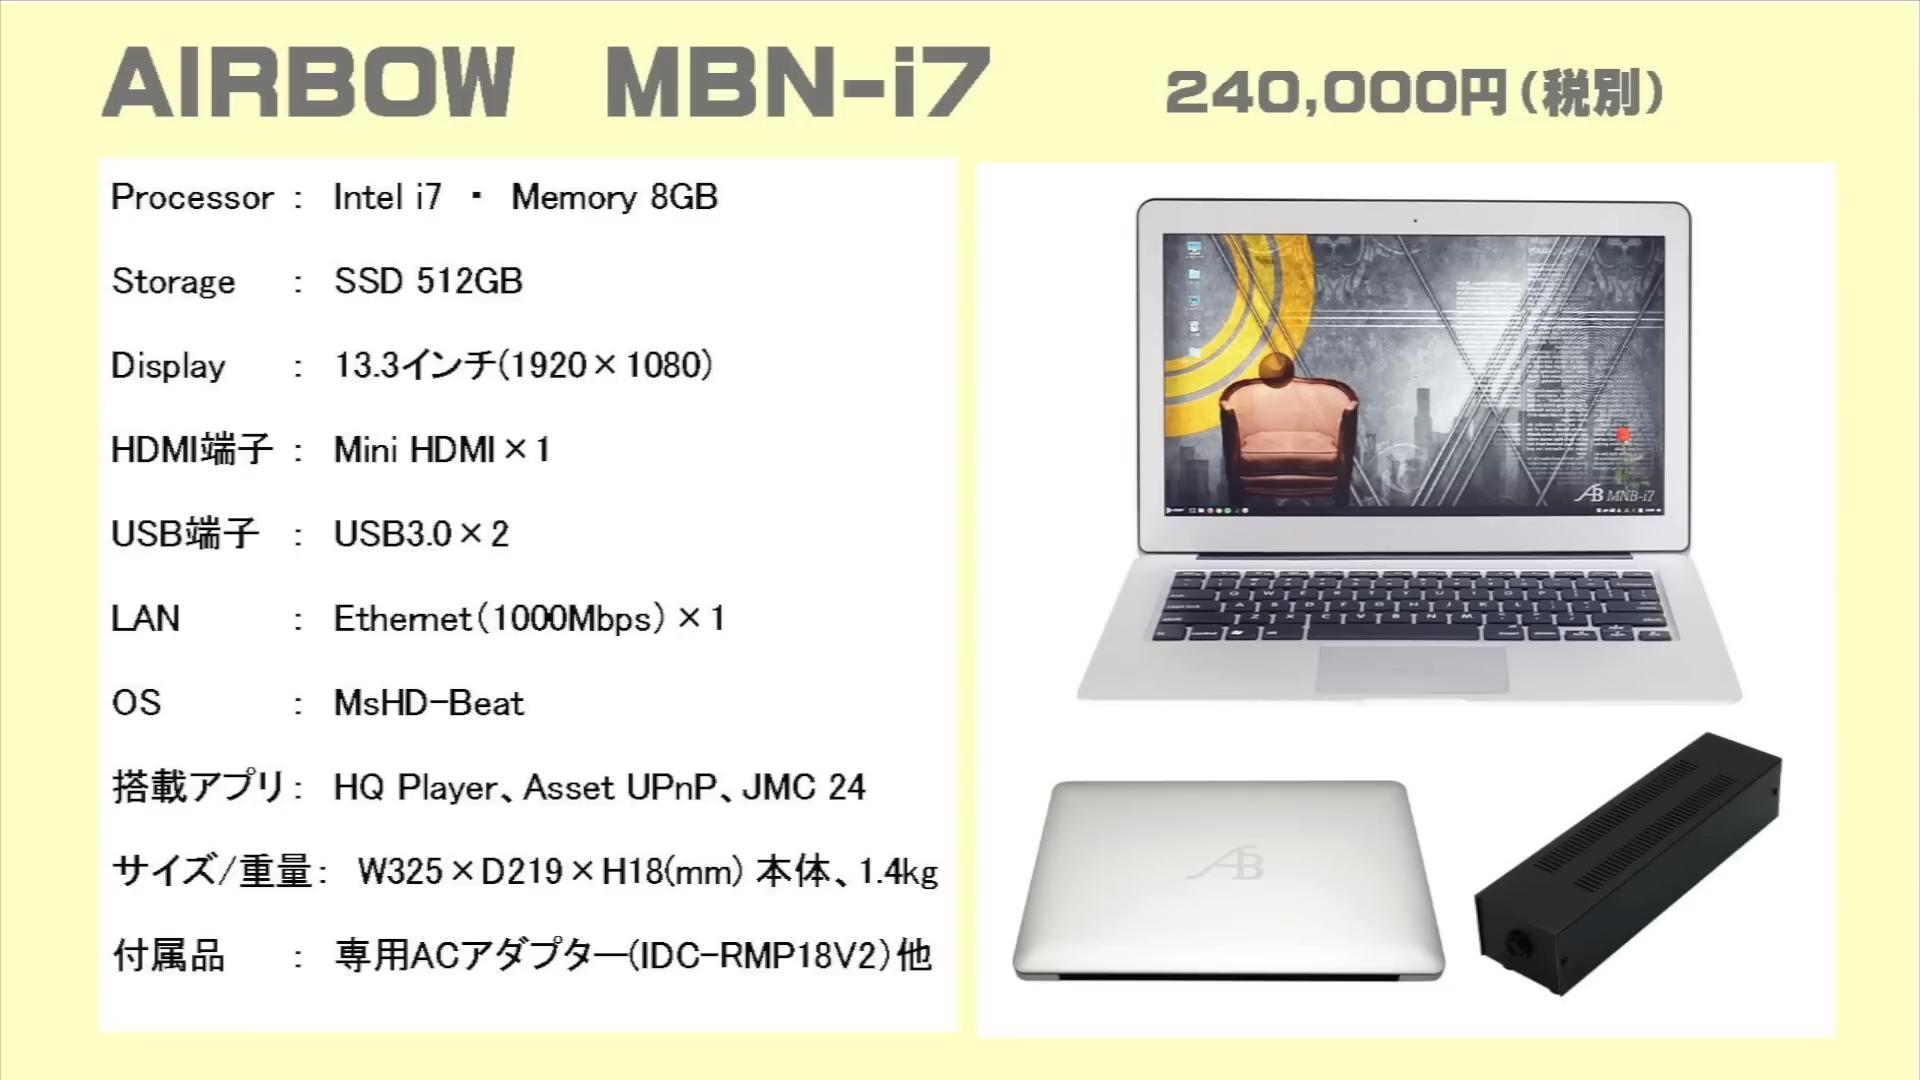 AIRBOW MBN-i7 240,000円(税別)
Processor : Intel i7 ・ Memory 8GB
Storage : SSD 512GB
Display : 13.3インチ(1920×1080)
HDMI端子 : Mini HDMI×1
USB端子 : USB3.0×2
LAN : Ethernet(1000Mbps)×1
OS : MsHD-Beat
搭載アプリ: HQ Player、Asset UPnP、JMC 24
サイズ/重量: W325×D219×H18(mm) 本体、1.4kg
付属品 : 専用ACアダプター(IDC-RMP18V2)他
AB MNB-i7
Q W E R T Y U I O P
A S D F G H J K L
Z X C V B N M
AB